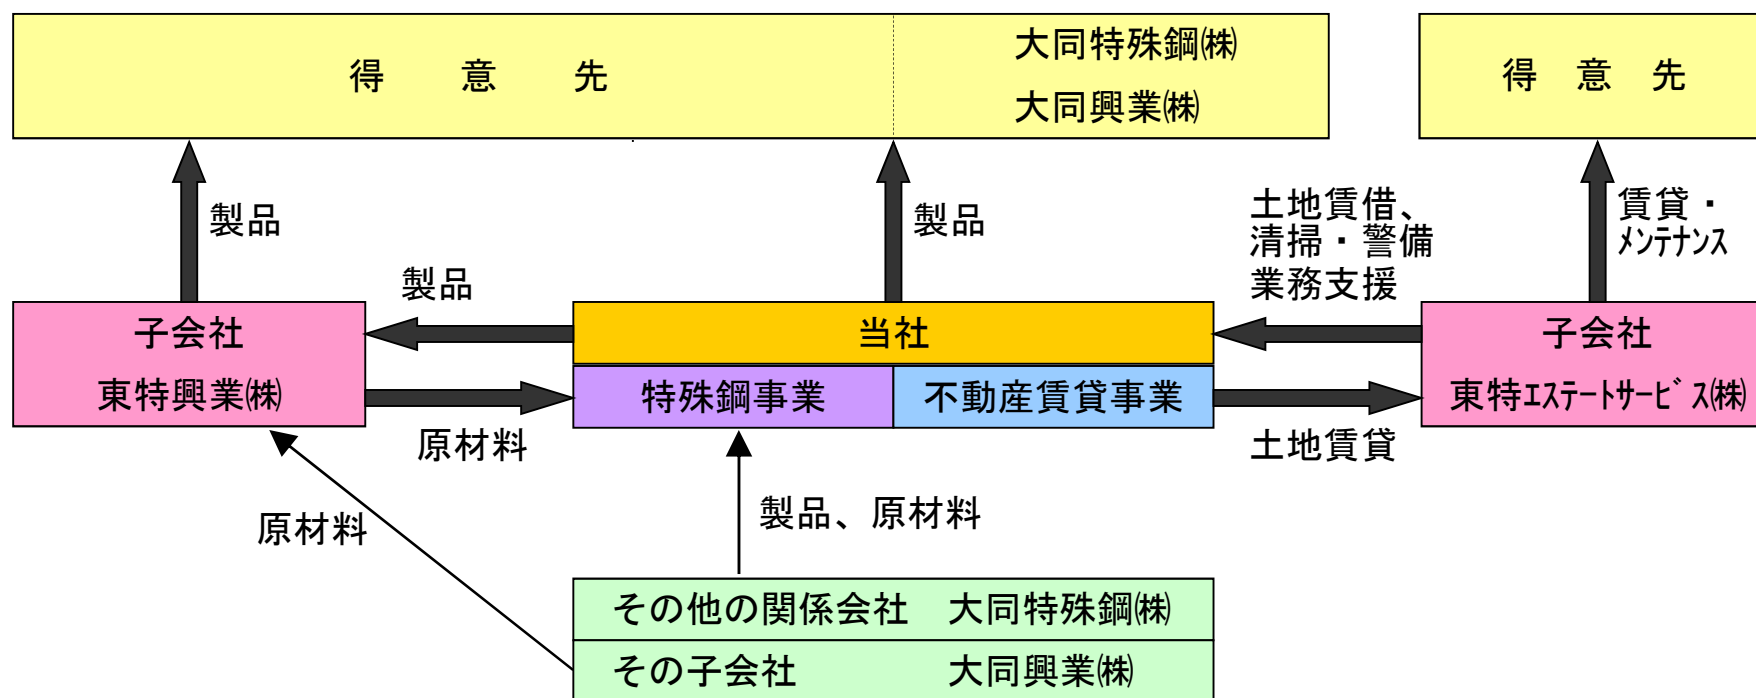 得　意　先
大同特殊鋼㈱
大同興業㈱
得　意　先
製品
製品
土地賃借、
清掃・警備
業務支援
賃貸・
ﾒﾝﾃﾅﾝｽ
製品
子会社
東特興業㈱
当社
特殊鋼事業
不動産賃貸事業
子会社
東特ｴｽﾃｰﾄｻｰﾋﾞｽ㈱
原材料
土地賃貸
原材料
製品、原材料
その他の関係会社　大同特殊鋼㈱
その子会社　大同興業㈱